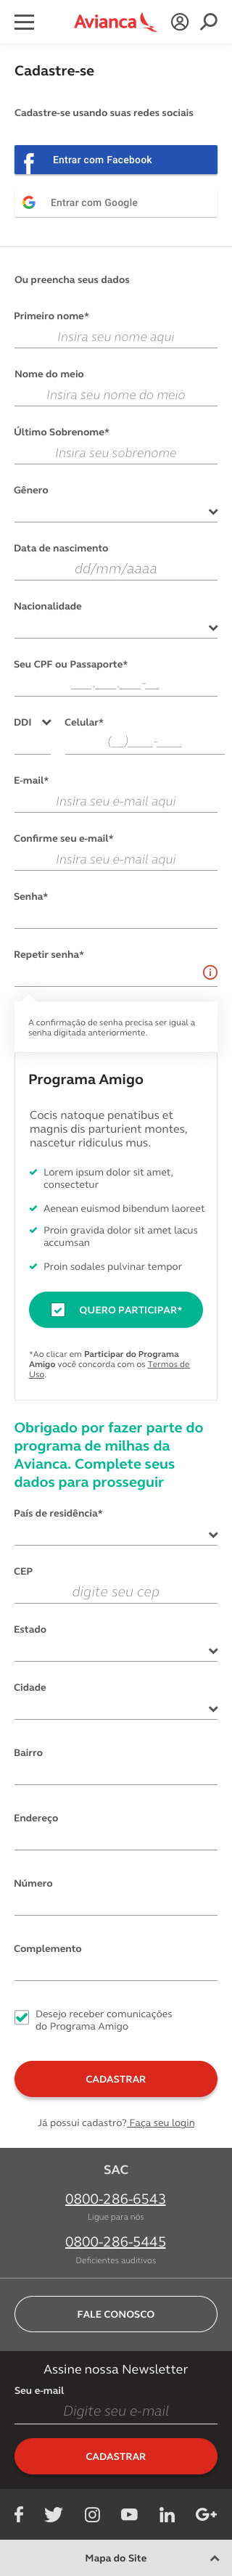 Avianca
Cadastre-se
Cadastre-se usando suas redes sociais
Entrar com Facebook
Entrar com Google
Ou preencha seus dados
Primeiro nome*
Insira seu nome aqui
Nome do meio
Insira seu nome do meio
Último Sobrenome*
Insira seu sobrenome
Gênero
Data de nascimento
dd/mm/aaaa
Nacionalidade
Seu CPF ou Passaporte*
___.___.___-__
DDI
Celular*
(__)____-____
E-mail*
Insira seu e-mail aqui
Confirme seu e-mail*
Insira seu e-mail aqui
Senha*
Repetir senha*
A confirmação de senha precisa ser igual a
senha digitada anteriormente.
Programa Amigo
Cocis natoque penatibus et
magnis dis parturient montes,
nascetur ridiculus mus.
Lorem ipsum dolor sit amet,
consectetur
Aenean euismod bibendum laoreet
Proin gravida dolor sit amet lacus
accumsan
Proin sodales pulvinar tempor
QUERO PARTICIPAR*
*Ao clicar em Participar do Programa
Amigo você concorda com os Termos de
Uso.
Obrigado por fazer parte do
programa de milhas da
Avianca. Complete seus
dados para prosseguir
País de residência*
CEP
digite seu cep
Estado
Cidade
Bairro
Endereço
Número
Complemento
Desejo receber comunicações
do Programa Amigo
CADASTRAR
Já possui cadastro? Faça seu login
SAC
0800-286-6543
Ligue para nós
0800-286-5445
Deficientes auditivos
FALE CONOSCO
Assine nossa Newsletter
Seu e-mail
Digite seu e-mail
CADASTRAR
Mapa do Site